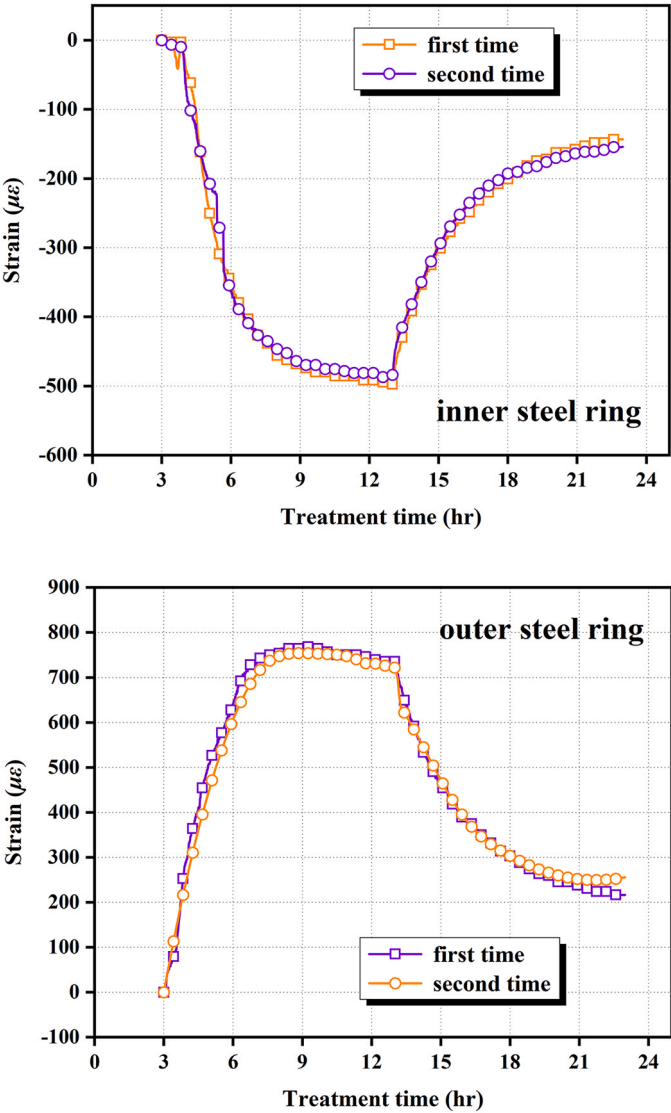 0
-100
-200
-300
-400
-500
-600
Strain (με)
first time
second time
inner steel ring
0 3 6 9 12 15 18 21 24
Treatment time (hr)
900
800
700
600
500
400
300
200
100
0
-100
Strain (με)
outer steel ring
first time
second time
0 3 6 9 12 15 18 21 24
Treatment time (hr)